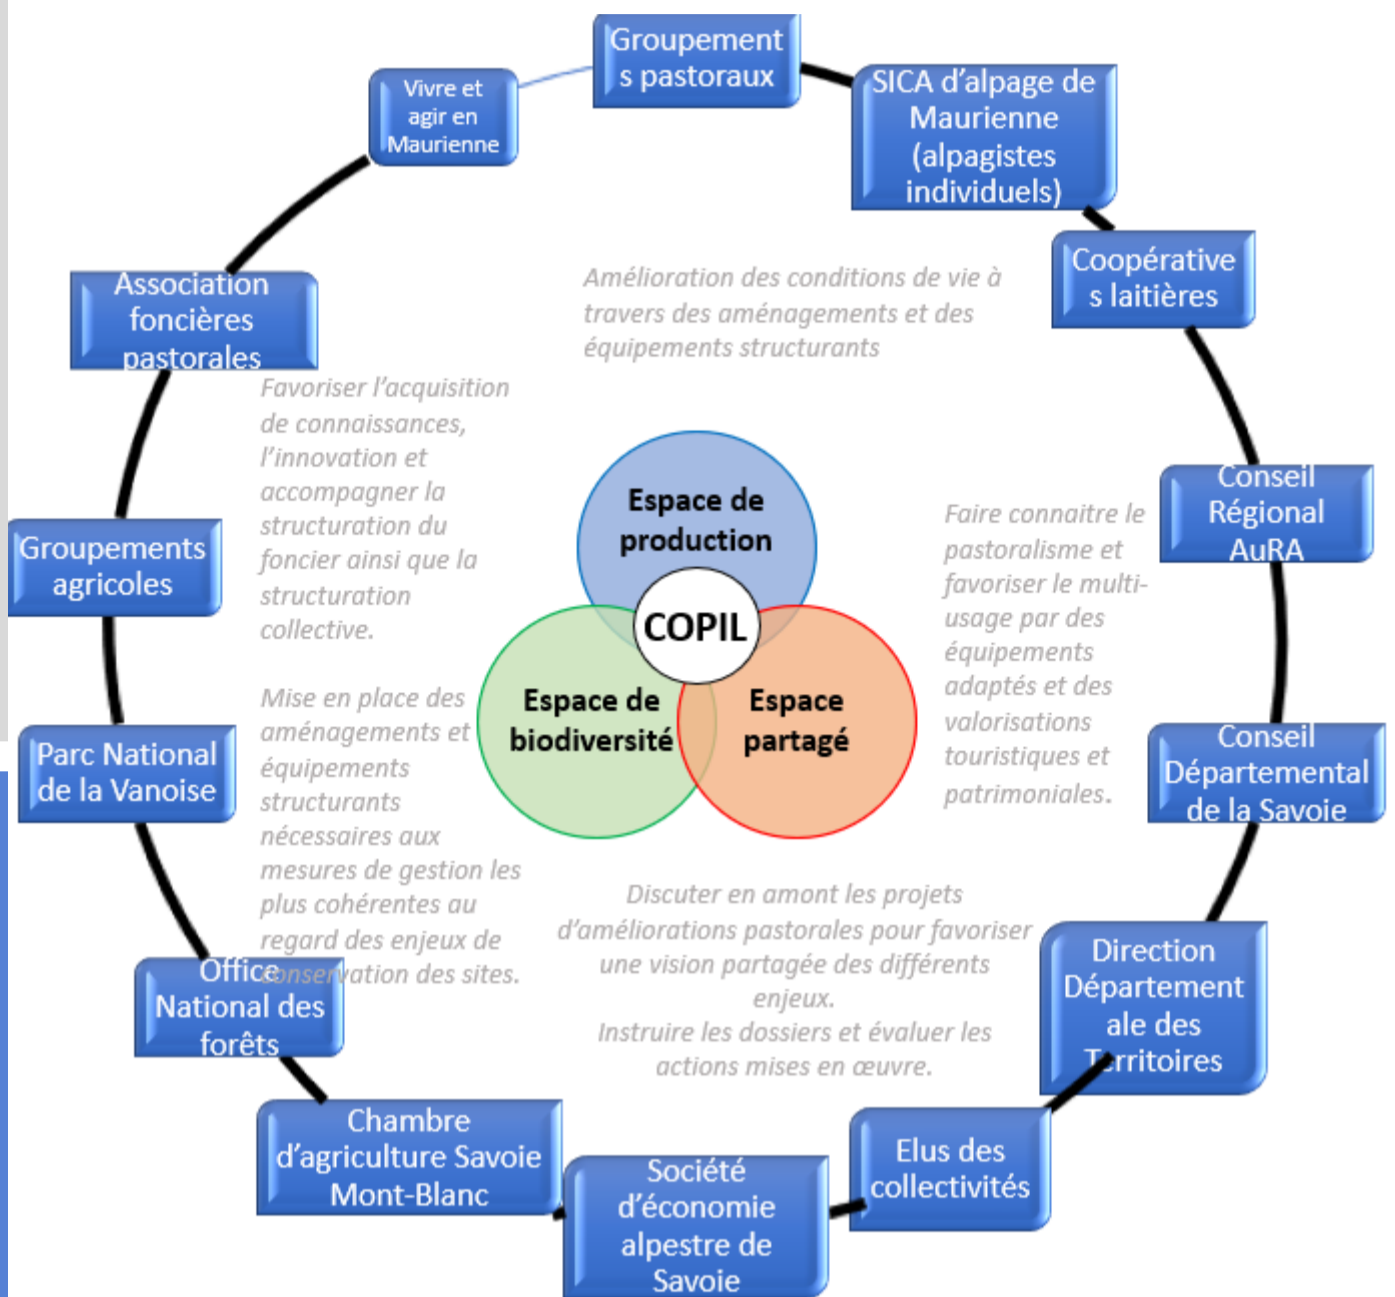 Groupement
s pastoraux
SICA d'alpage de
Maurienne
(alpagistes
individuels)
Coopérative
s laitières
Conseil
Régional
AuRA
Conseil
Départemental
de la Savoie
Direction
Département
ale des
Territoires
Elus des
collectivités
Société
d'économie
alpestre de
Savoie
Chambre
d'agriculture Savoie
Mont-Blanc
Office
National des
forêts
Parc National
de la Vanoise
Groupements
agricoles
Association
foncières
pastorales
Vivre et
agir en
Maurienne
Amélioration des conditions de vie à
travers des aménagements et des
équipements structurants
Favoriser l'acquisition
de connaissances,
l'innovation et
accompagner la
structuration du
foncier ainsi que la
structuration
collective.
Mise en place des
aménagements et
équipements
structurants
nécessaires aux
mesures de gestion les
plus cohérentes au
regard des enjeux de
conservation des sites.
Espace de
production
COPIL
Espace de
biodiversité
Espace
partagé
Faire connaitre le
pastoralisme et
favoriser le multi-
usage par des
équipements
adaptés et des
valorisations
touristiques et
patrimoniales.
Discuter en amont les projets
d'améliorations pastorales pour favoriser
une vision partagée des différents
enjeux.
Instruire les dossiers et évaluer les
actions mises en œuvre.